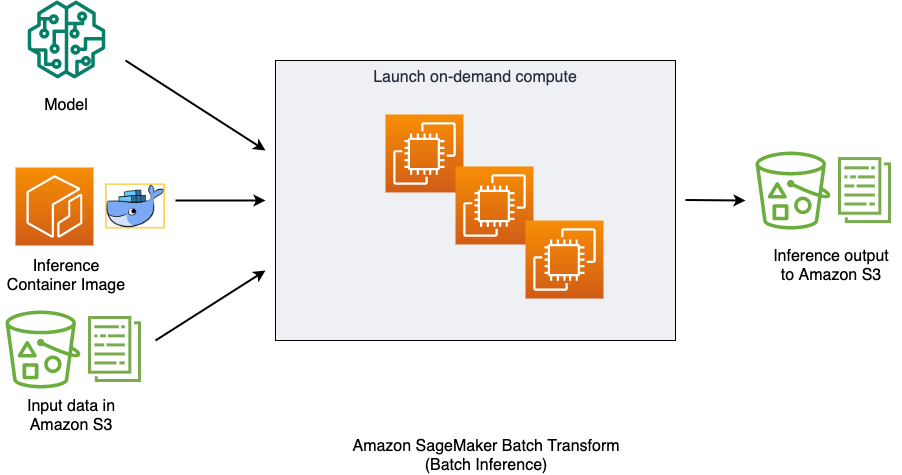 Model
Launch on-demand compute
Inference
Container Image
Input data in
Amazon S3
Inference output
to Amazon S3
Amazon SageMaker Batch Transform
(Batch Inference)